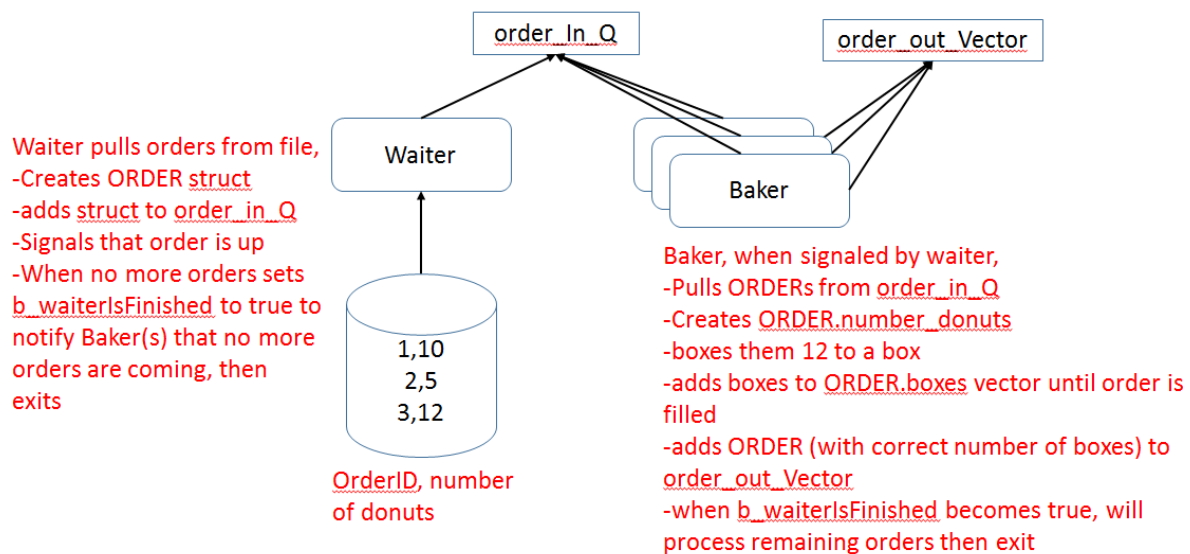 order_In_Q
order_out_Vector
Waiter pulls orders from file,
-Creates ORDER struct
-adds struct to order_in_Q
-Signals that order is up
-When no more orders sets
b_waiterIsFinished to true to
notify Baker(s) that no more
orders are coming, then
exits
Waiter
1,10
2,5
3,12
OrderID, number
of donuts
Baker
Baker, when signaled by waiter,
-Pulls ORDERs from order_in_Q
-Creates ORDER.number_donuts
-boxes them 12 to a box
-adds boxes to ORDER.boxes vector until order is
filled
-adds ORDER (with correct number of boxes) to
order_out_Vector
-when b_waiterIsFinished becomes true, will
process remaining orders then exit